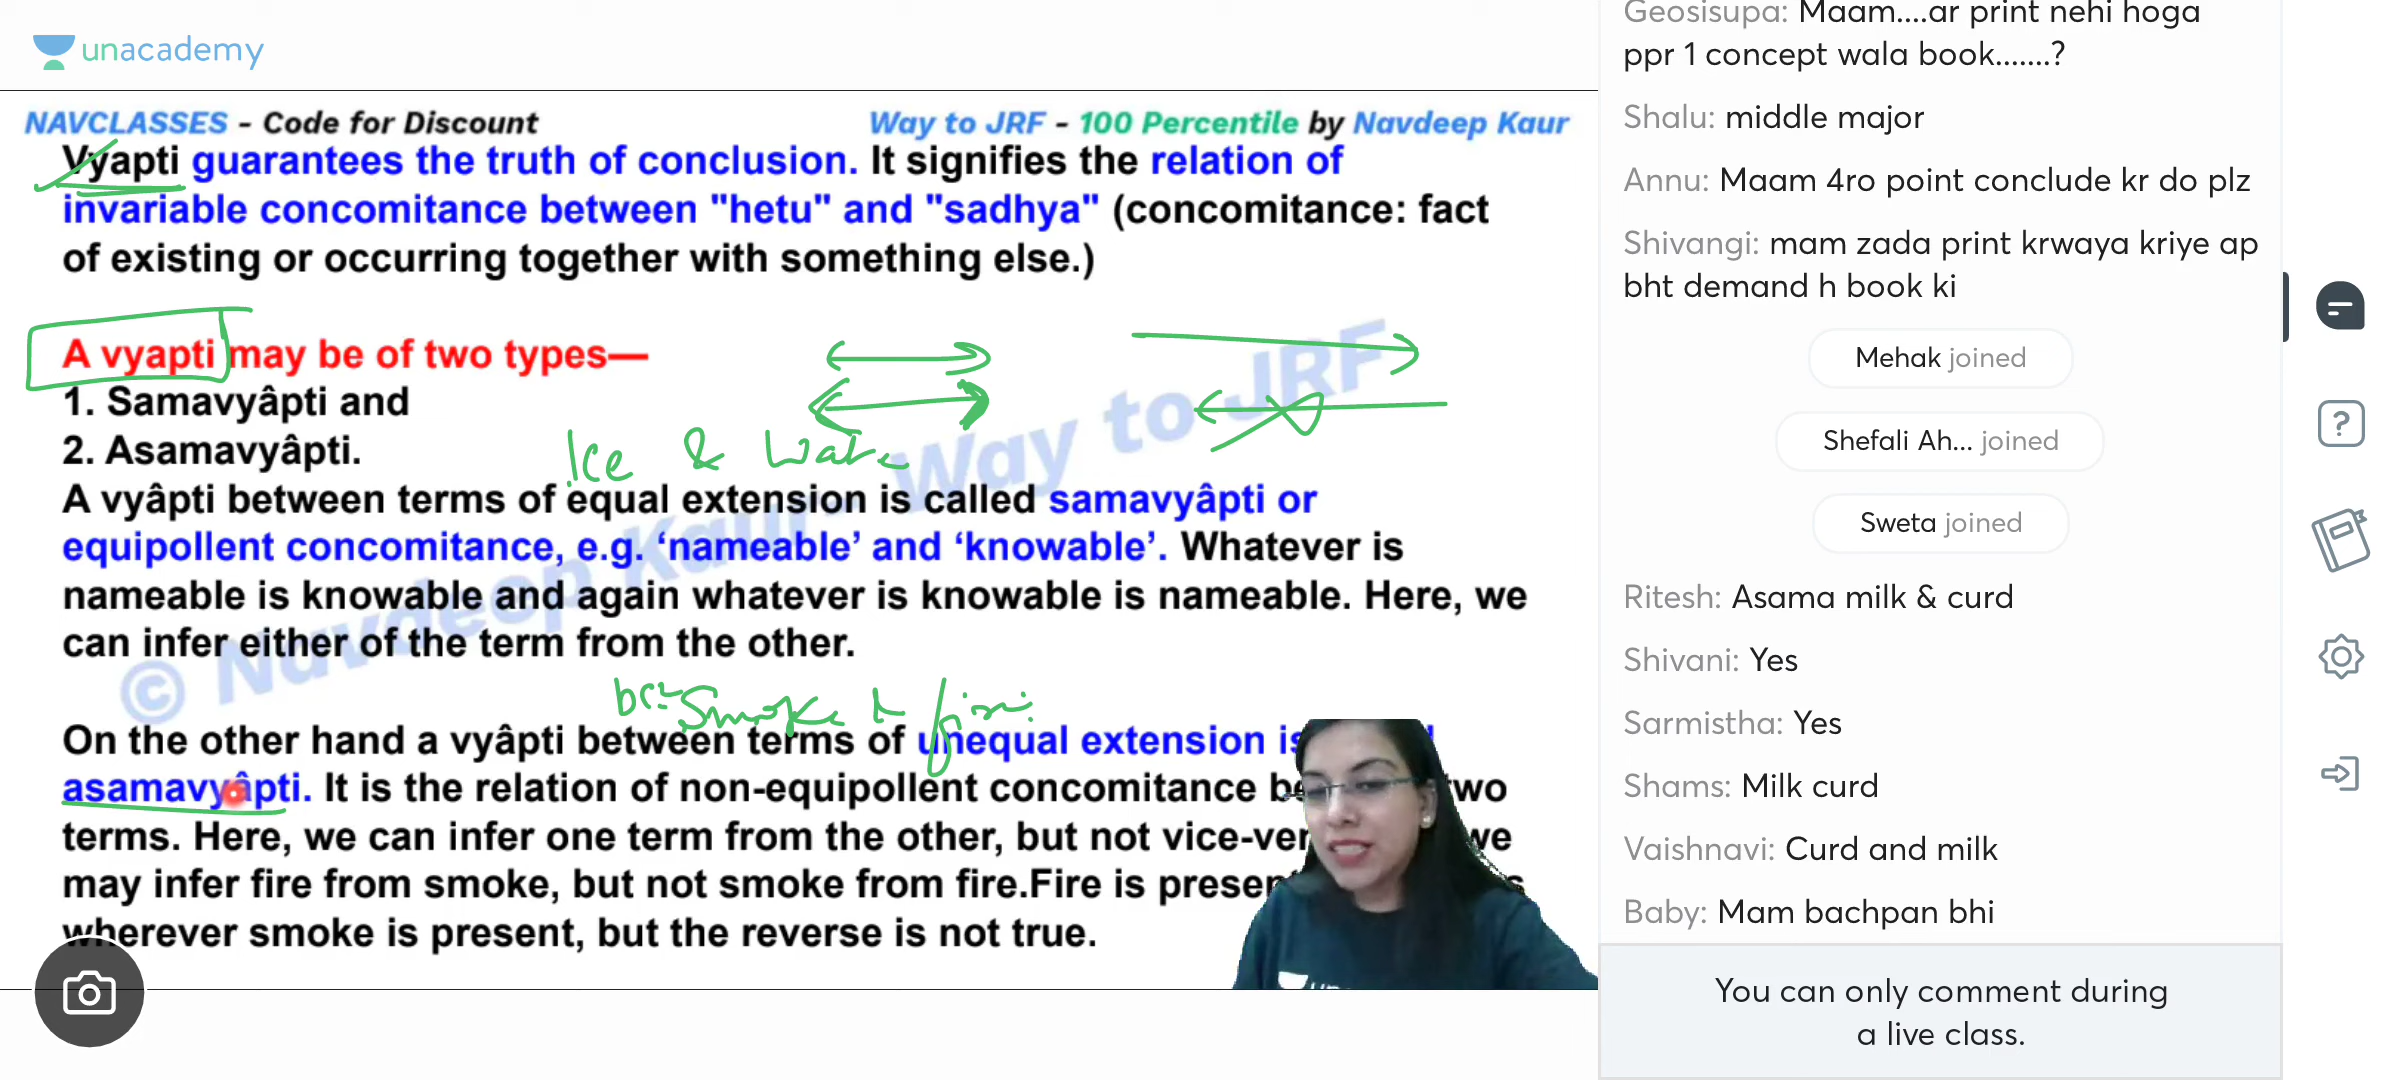 unacademy
NAVCLASSES - Code for Discount
Way to JRF - 100 Percentile by Navdeep Kaur
Vyapti guarantees the truth of conclusion. It signifies the relation of
invariable concomitance between "hetu" and "sadhya" (concomitance: fact
of existing or occurring together with something else.)
A vyapti may be of two types—
1. Samavyâpti and
2. Asamavyâpti.
Ice & Wate
A vyâpti between terms of equal extension is called samavyâpti or
equipollent concomitance, e.g. ‘nameable’ and ‘knowable’. Whatever is
nameable is knowable and again whatever is knowable is nameable. Here, we
can infer either of the term from the other.
Smoke & fire
On the other hand a vyâpti between terms of unequal extension is
asamavyâpti. It is the relation of non-equipollent concomitance two
terms. Here, we can infer one term from the other, but not we
may infer fire from smoke, but not smoke from fire.Fire is
wherever smoke is present, but the reverse is not true.
© Navdeep Kaur - Way to JRF
Geosisupa: Maam....ar print nehi hoga
ppr 1 concept wala book.......?
Shalu: middle major
Annu: Maam 4ro point conclude kr do plz
Shivangi: mam zada print krwaya kriye ap
bht demand h book ki
Mehak joined
Shefali Ah... joined
Sweta joined
Ritesh: Asama milk & curd
Shivani: Yes
Sarmistha: Yes
Shams: Milk curd
Vaishnavi: Curd and milk
Baby: Mam bachpan bhi
You can only comment during
a live class.